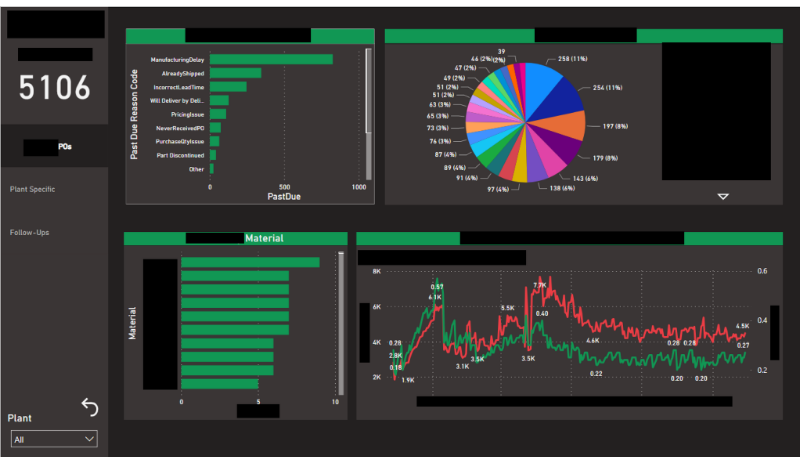 5106
POs
Plant Specific
Follow-Ups
Plant
All
Past Due Reason Code
ManufacturingDelay
AlreadyShipped
IncorrectLeadTime
Will Deliver by Deli...
PricingIssue
NeverReceivedPO
PurchaseQtyIssue
Part Discontinued
Other
0 500 1000
PastDue
258 (11%)
254 (11%)
197 (8%)
179 (8%)
143 (6%)
138 (6%)
97 (4%)
91 (4%)
89 (4%)
87 (4%)
76 (3%)
73 (3%)
65 (3%)
63 (3%)
51 (2%)
51 (2%)
49 (2%)
47 (2%)
44 (2%)
39 (2%)
Material
Material
0 5 10
8K
6K
4K
2K
0.6
0.4
0.2
0.28
2.8K
0.18
1.9K
0.57
6.1K
3.1K
3.5K
5.5K
3.5K
7.7K
0.40
4.6K
0.22
0.26
0.20
0.28
0.20
4.5K
0.27